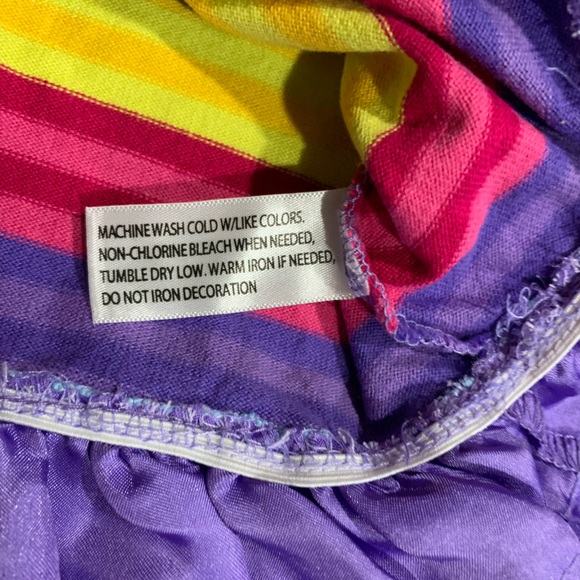 MACHINE WASH COLD W/LIKE COLORS.
NON-CHLORINE BLEACH WHEN NEEDED,
TUMBLE DRY LOW. WARM IRON IF NEEDED,
DO NOT IRON DECORATION